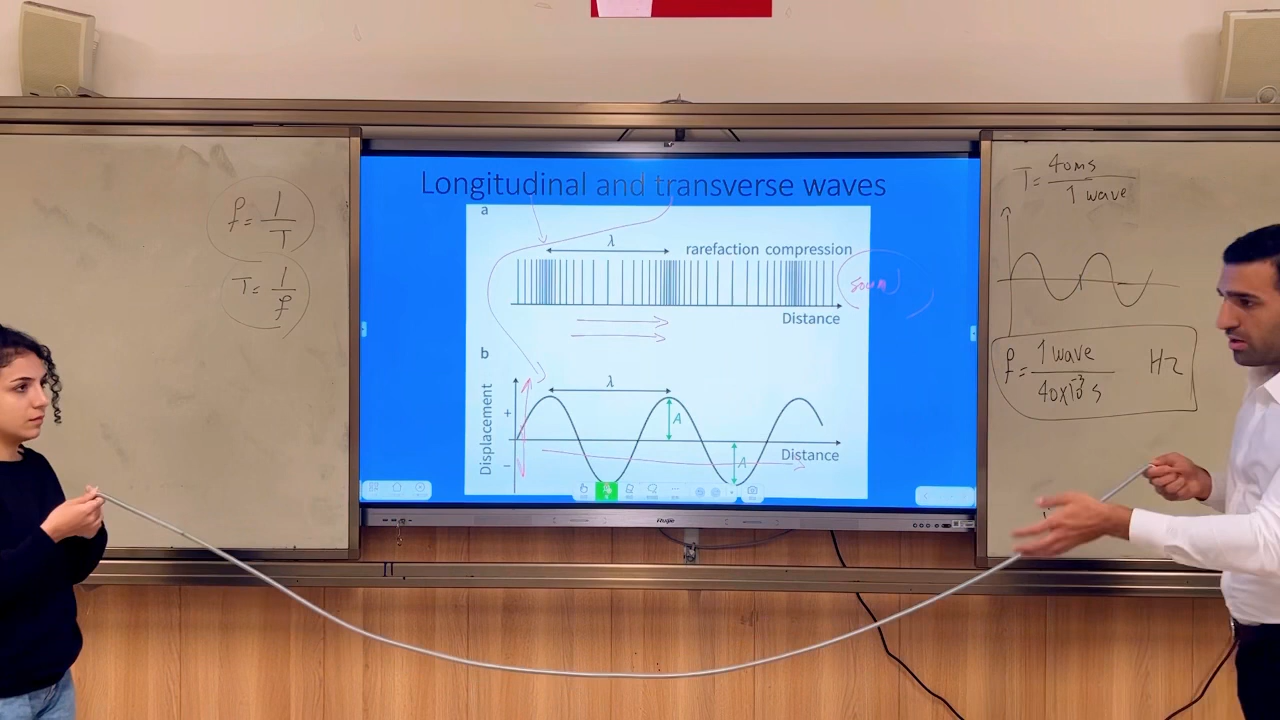 f = 1/T
T = 1/f
Longitudinal and transverse waves
a
λ
rarefaction compression
Distance
b
λ
Displacement
+
−
A
A
Distance
T = 40ms / 1 wave
f = 1 wave / 40x10⁻³ s Hz